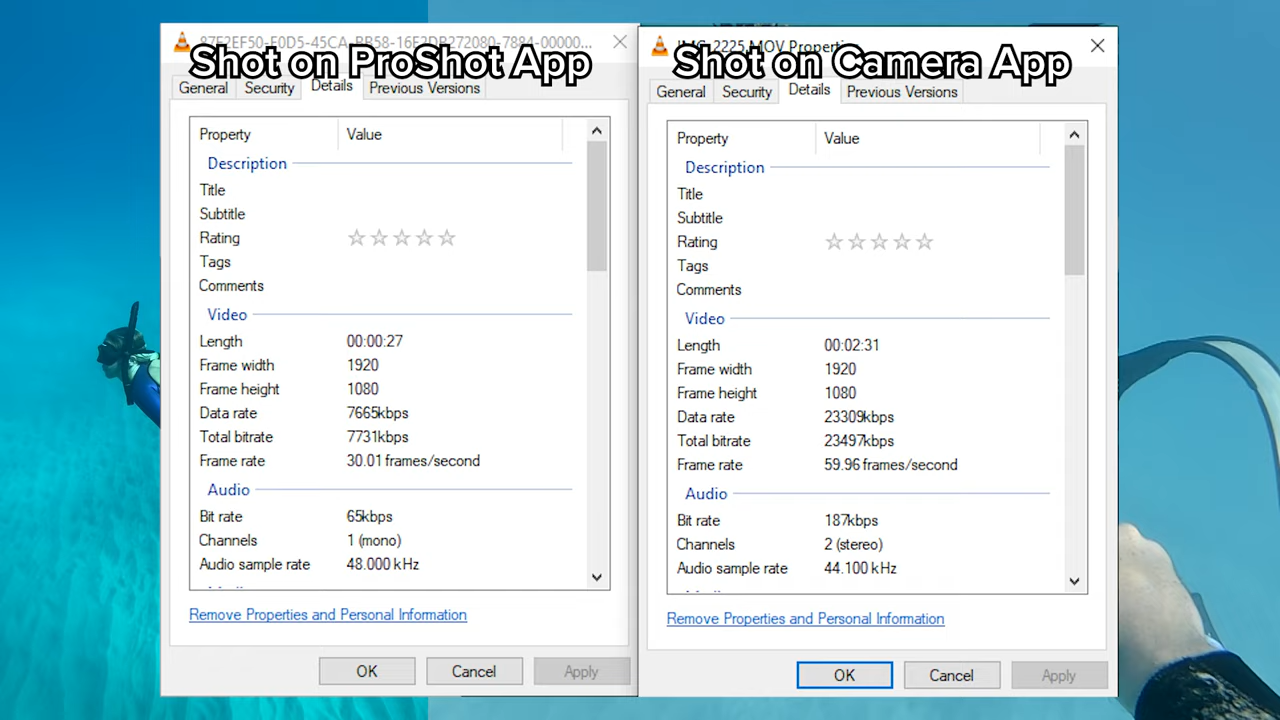 Shot on ProShot App
General Security Details Previous Versions
Property Value
Description
Title
Subtitle
Rating
Tags
Comments
Video
Length 00:00:27
Frame width 1920
Frame height 1080
Data rate 7665kbps
Total bitrate 7731kbps
Frame rate 30.01 frames/second
Audio
Bit rate 65kbps
Channels 1 (mono)
Audio sample rate 48.000 kHz
Remove Properties and Personal Information
OK Cancel Apply
Shot on Camera App
General Security Details Previous Versions
Property Value
Description
Title
Subtitle
Rating
Tags
Comments
Video
Length 00:02:31
Frame width 1920
Frame height 1080
Data rate 23309kbps
Total bitrate 23497kbps
Frame rate 59.96 frames/second
Audio
Bit rate 187kbps
Channels 2 (stereo)
Audio sample rate 44.100 kHz
Remove Properties and Personal Information
OK Cancel Apply